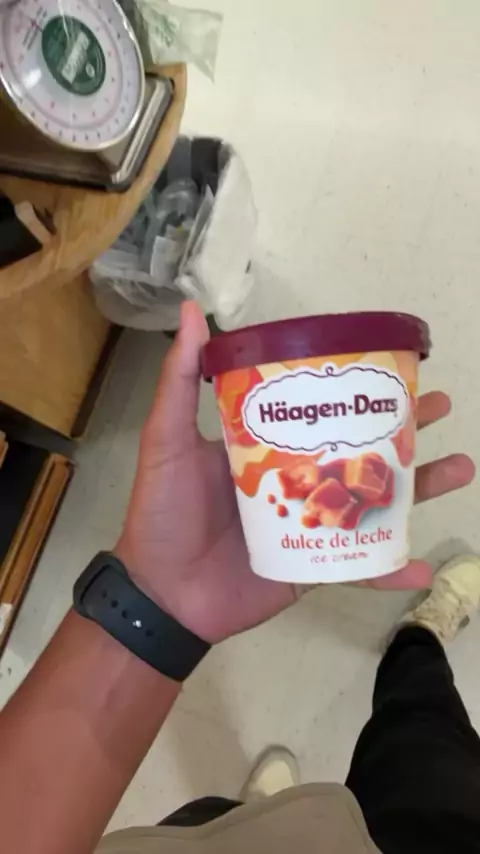 Häagen-Dazs
dulce de leche
ice cream